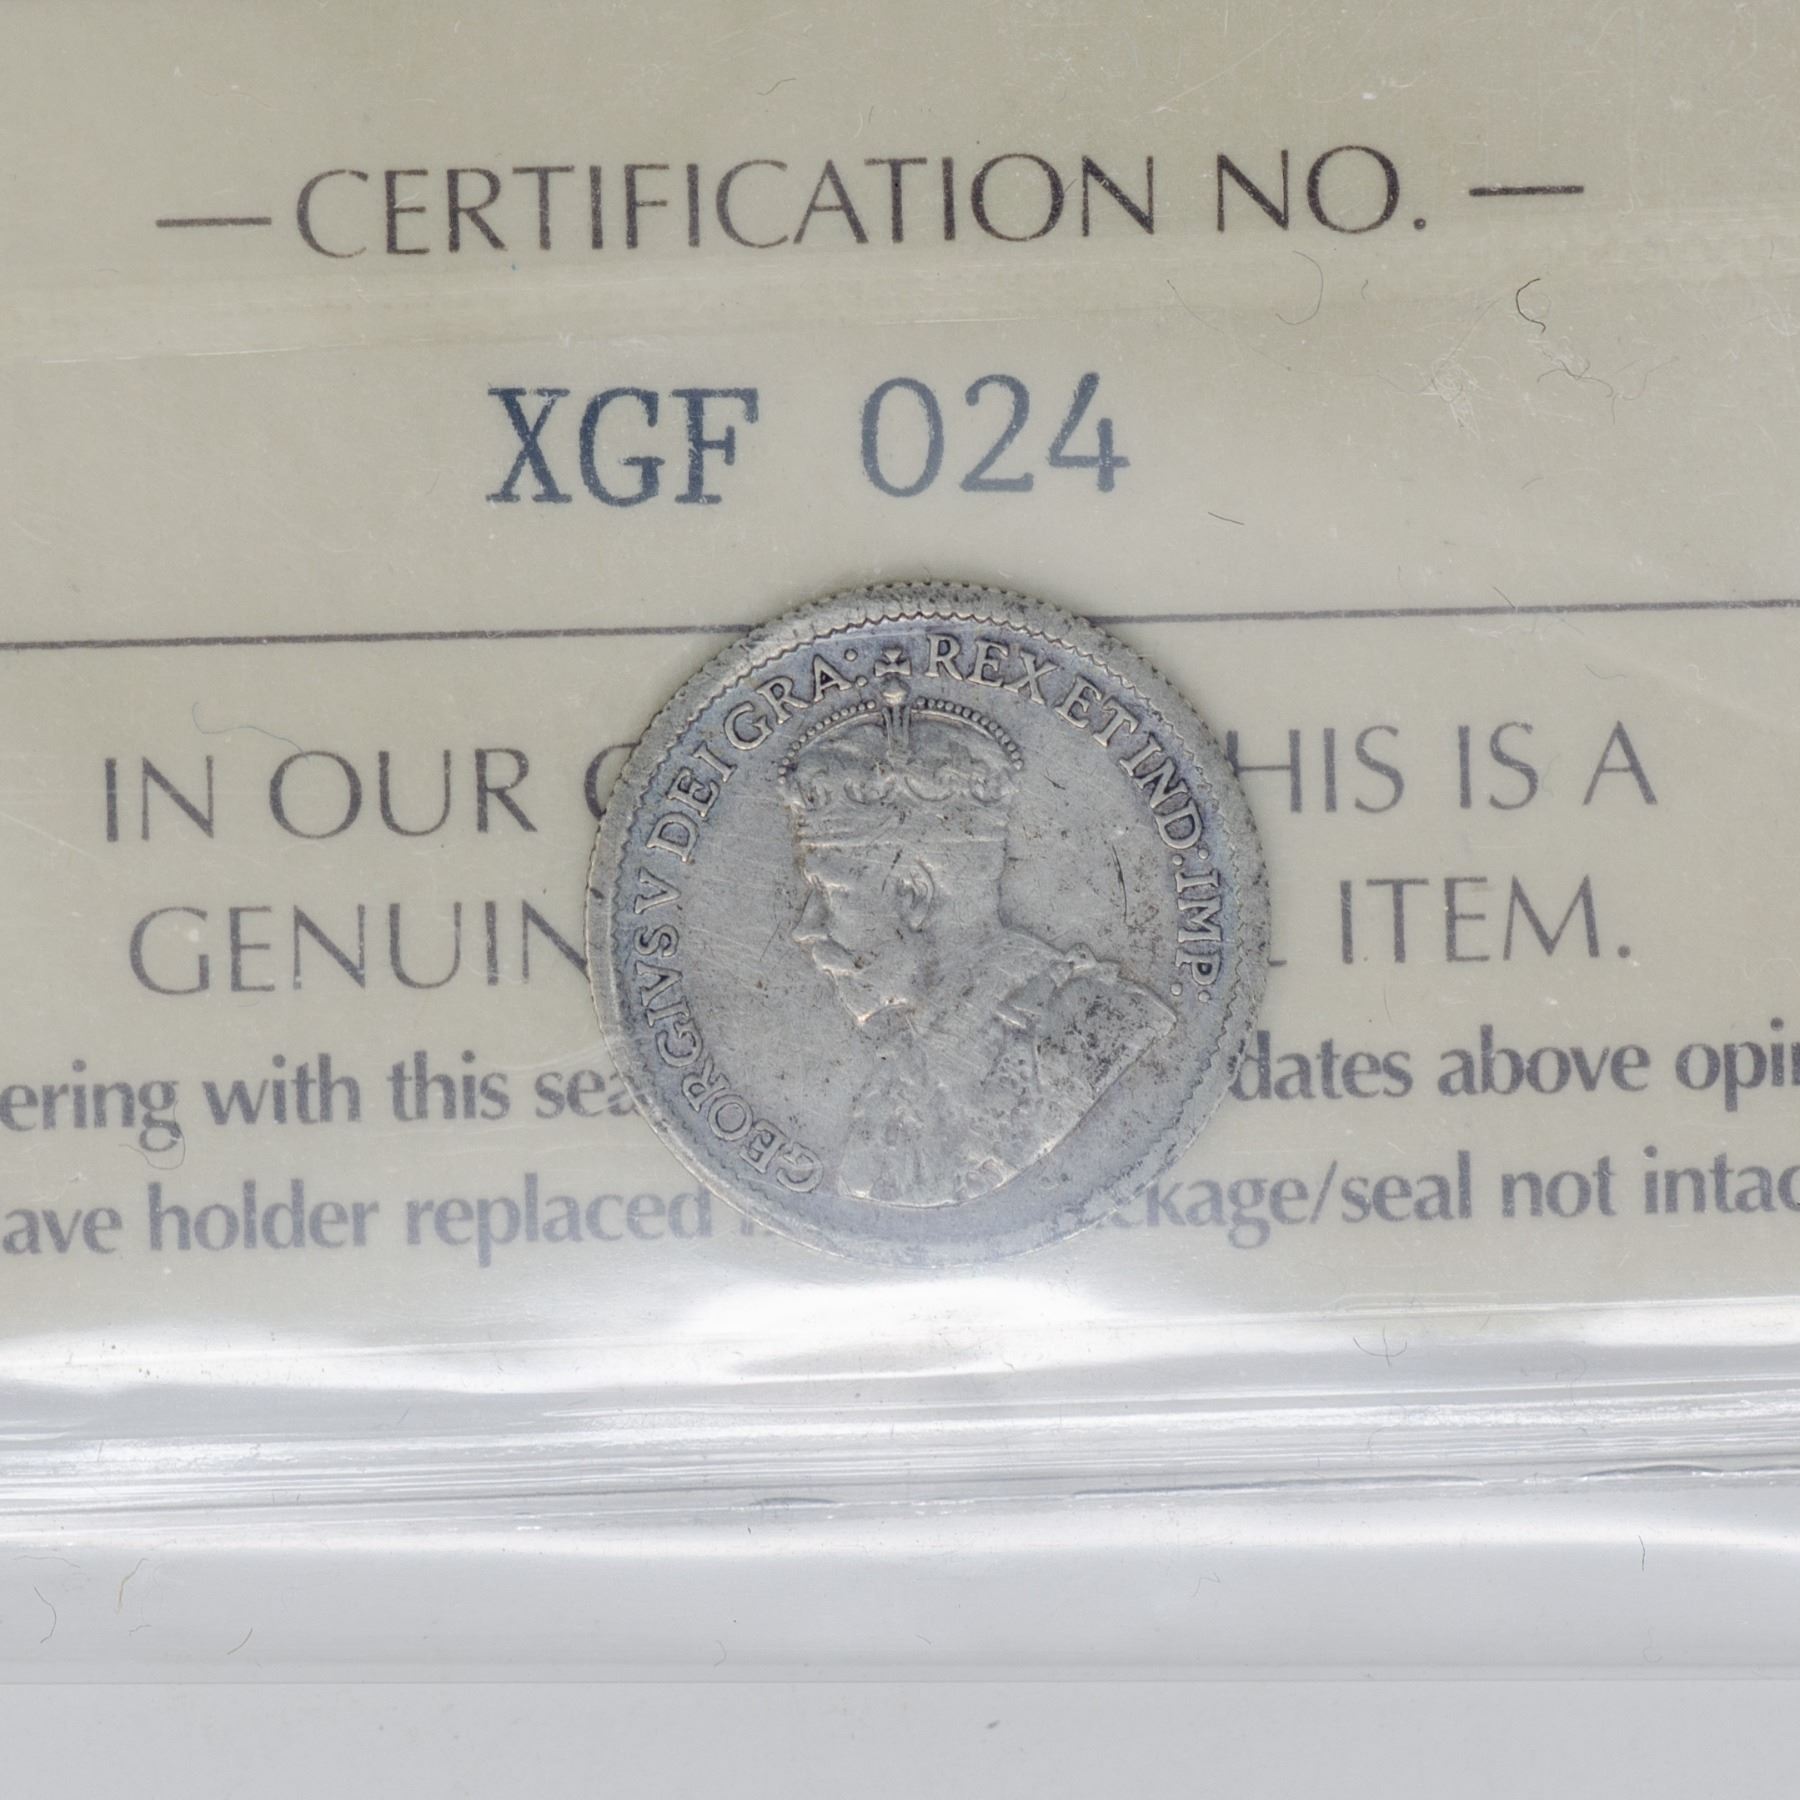 — CERTIFICATION NO. —
XGF 024
GEORGIVS V DEI GRA: REX ET IND: IMP:
IN OUR HIS IS A
GENUIN ITEM.
ering with this sea dates above opin
ave holder replaced ckage/seal not intac